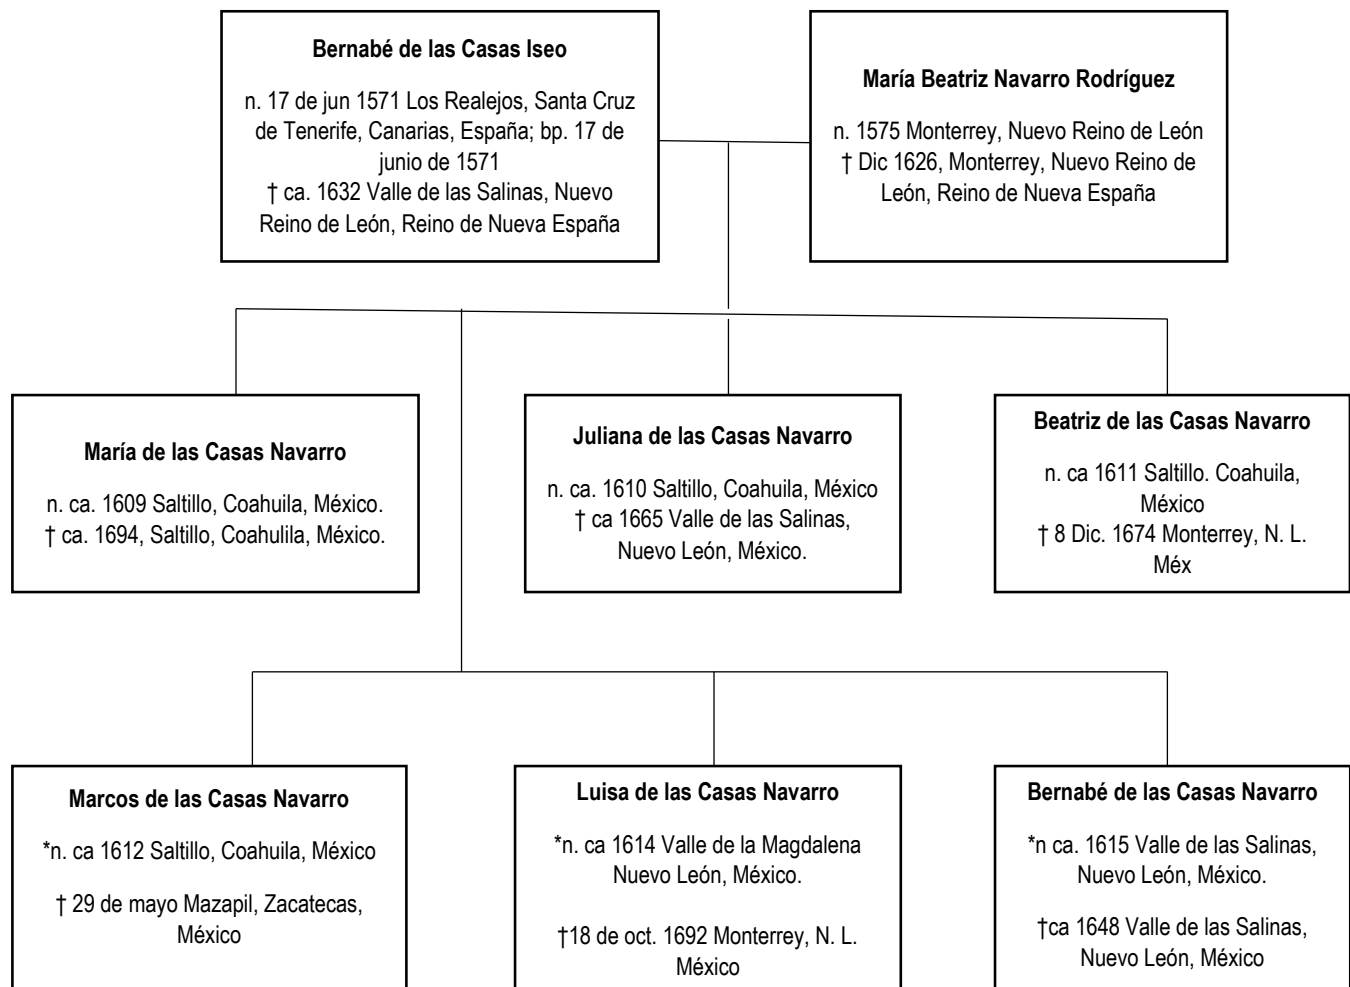 Bernabé de las Casas Iseo
n. 17 de jun 1571 Los Realejos, Santa Cruz
de Tenerife, Canarias, España; bp. 17 de
junio de 1571
† ca. 1632 Valle de las Salinas, Nuevo
Reino de León, Reino de Nueva España
María Beatriz Navarro Rodríguez
n. 1575 Monterrey, Nuevo Reino de León
† Dic 1626, Monterrey, Nuevo Reino de
León, Reino de Nueva España
María de las Casas Navarro
n. ca. 1609 Saltillo, Coahuila, México.
† ca. 1694, Saltillo, Coahulila, México.
Juliana de las Casas Navarro
n. ca. 1610 Saltillo, Coahuila, México
† ca 1665 Valle de las Salinas,
Nuevo León, México.
Beatriz de las Casas Navarro
n. ca 1611 Saltillo. Coahuila,
México
† 8 Dic. 1674 Monterrey, N. L.
Méx
Marcos de las Casas Navarro
*n. ca 1612 Saltillo, Coahuila, México
† 29 de mayo Mazapil, Zacatecas,
México
Luisa de las Casas Navarro
*n. ca 1614 Valle de la Magdalena
Nuevo León, México.
†18 de oct. 1692 Monterrey, N. L.
México
Bernabé de las Casas Navarro
*n ca. 1615 Valle de las Salinas,
Nuevo León, México.
†ca 1648 Valle de las Salinas,
Nuevo León, México